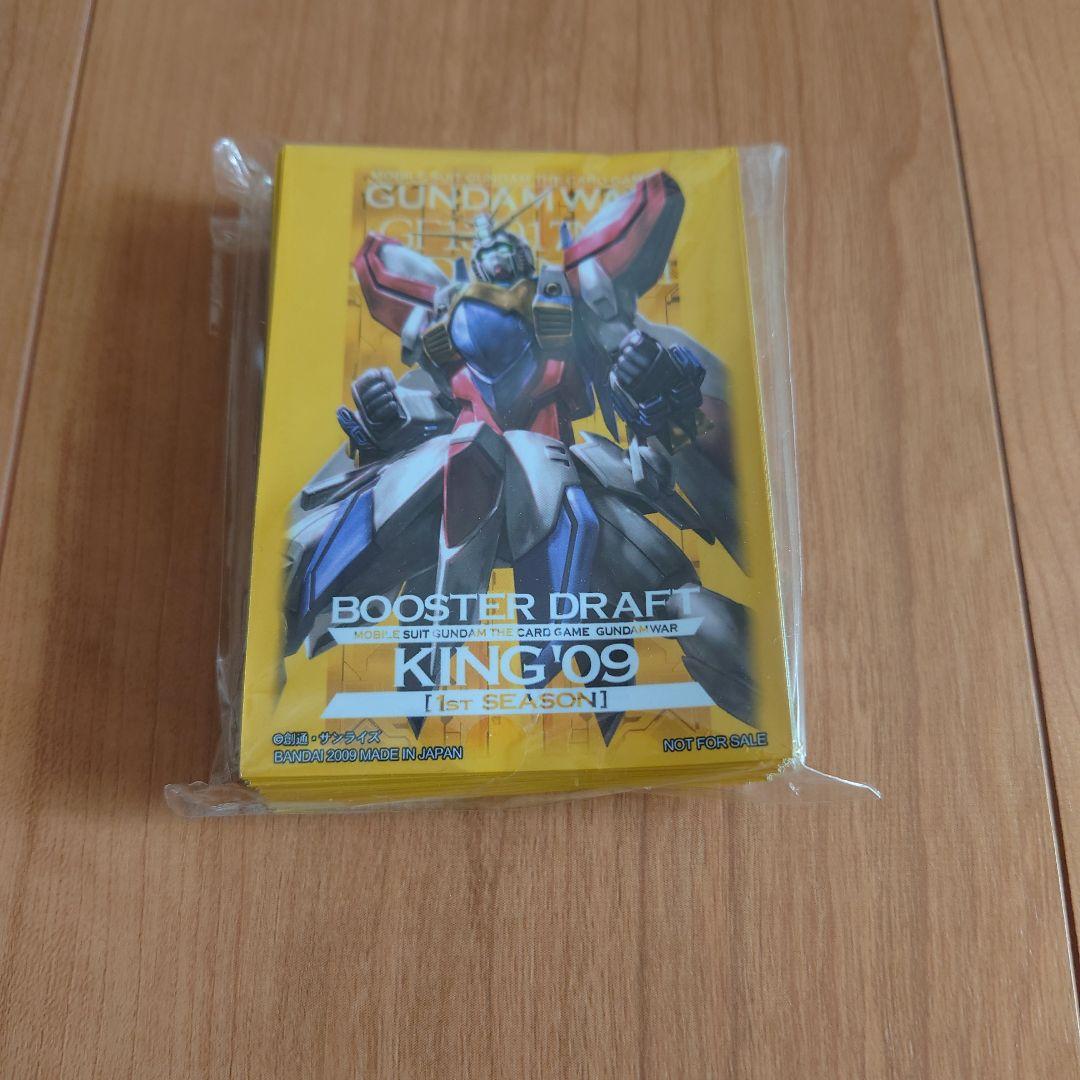 MOBILE SUIT GUNDAM THE CARD GAME
GUNDAM WAR
BOOSTER DRAFT
MOBILE SUIT GUNDAM THE CARD GAME GUNDAM WAR
KING '09
[1ST SEASON]
©創通・サンライズ
BANDAI 2009 MADE IN JAPAN
NOT FOR SALE